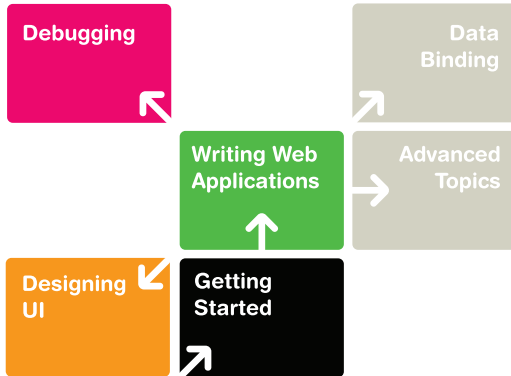 Debugging
Data
Binding
Writing Web
Applications
Advanced
Topics
Designing
UI
Getting
Started